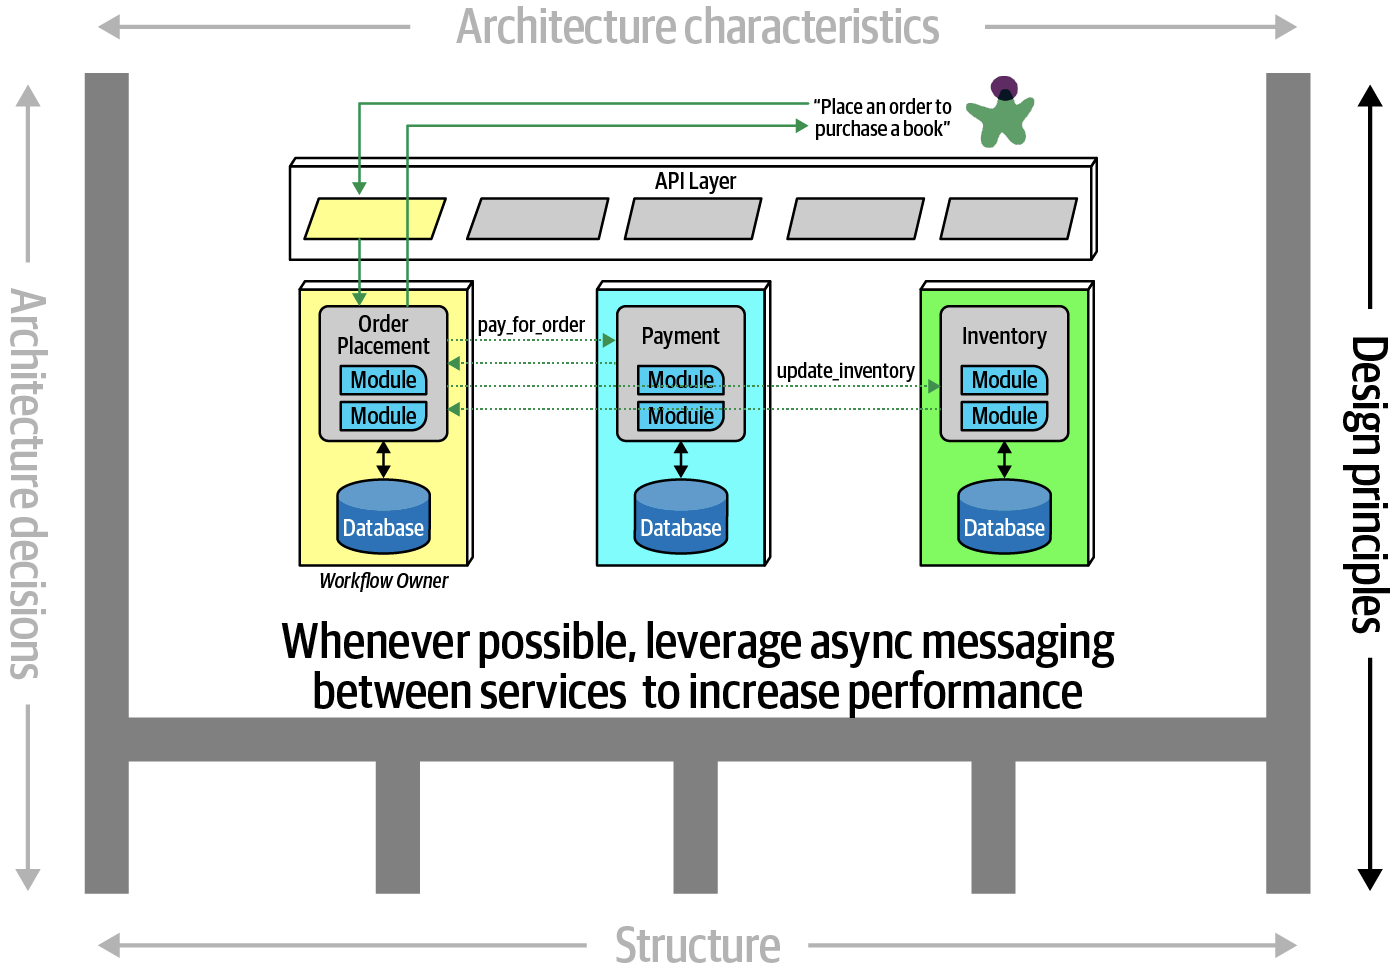 Architecture characteristics
“Place an order to
purchase a book”
API Layer
Order
Placement
Module
Module
Database
Workflow Owner
pay_for_order
Payment
Module
Module
Database
update_inventory
Inventory
Module
Module
Database
Whenever possible, leverage async messaging
between services to increase performance
Architecture decisions
Design principles
Structure